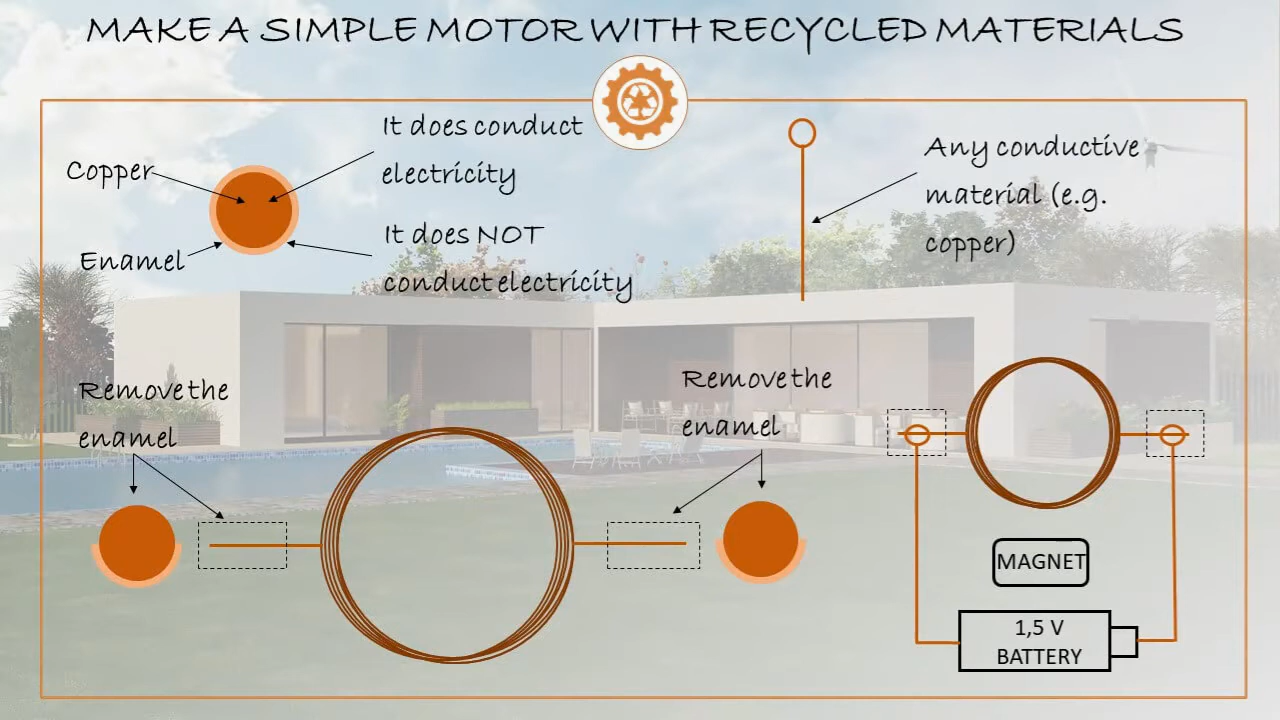 MAKE A SIMPLE MOTOR WITH RECYCLED MATERIALS
Copper
Enamel
It does conduct
electricity
It does NOT
conduct electricity
Any conductive
material (e.g.
copper)
Remove the
enamel
Remove the
enamel
MAGNET
1,5 V
BATTERY